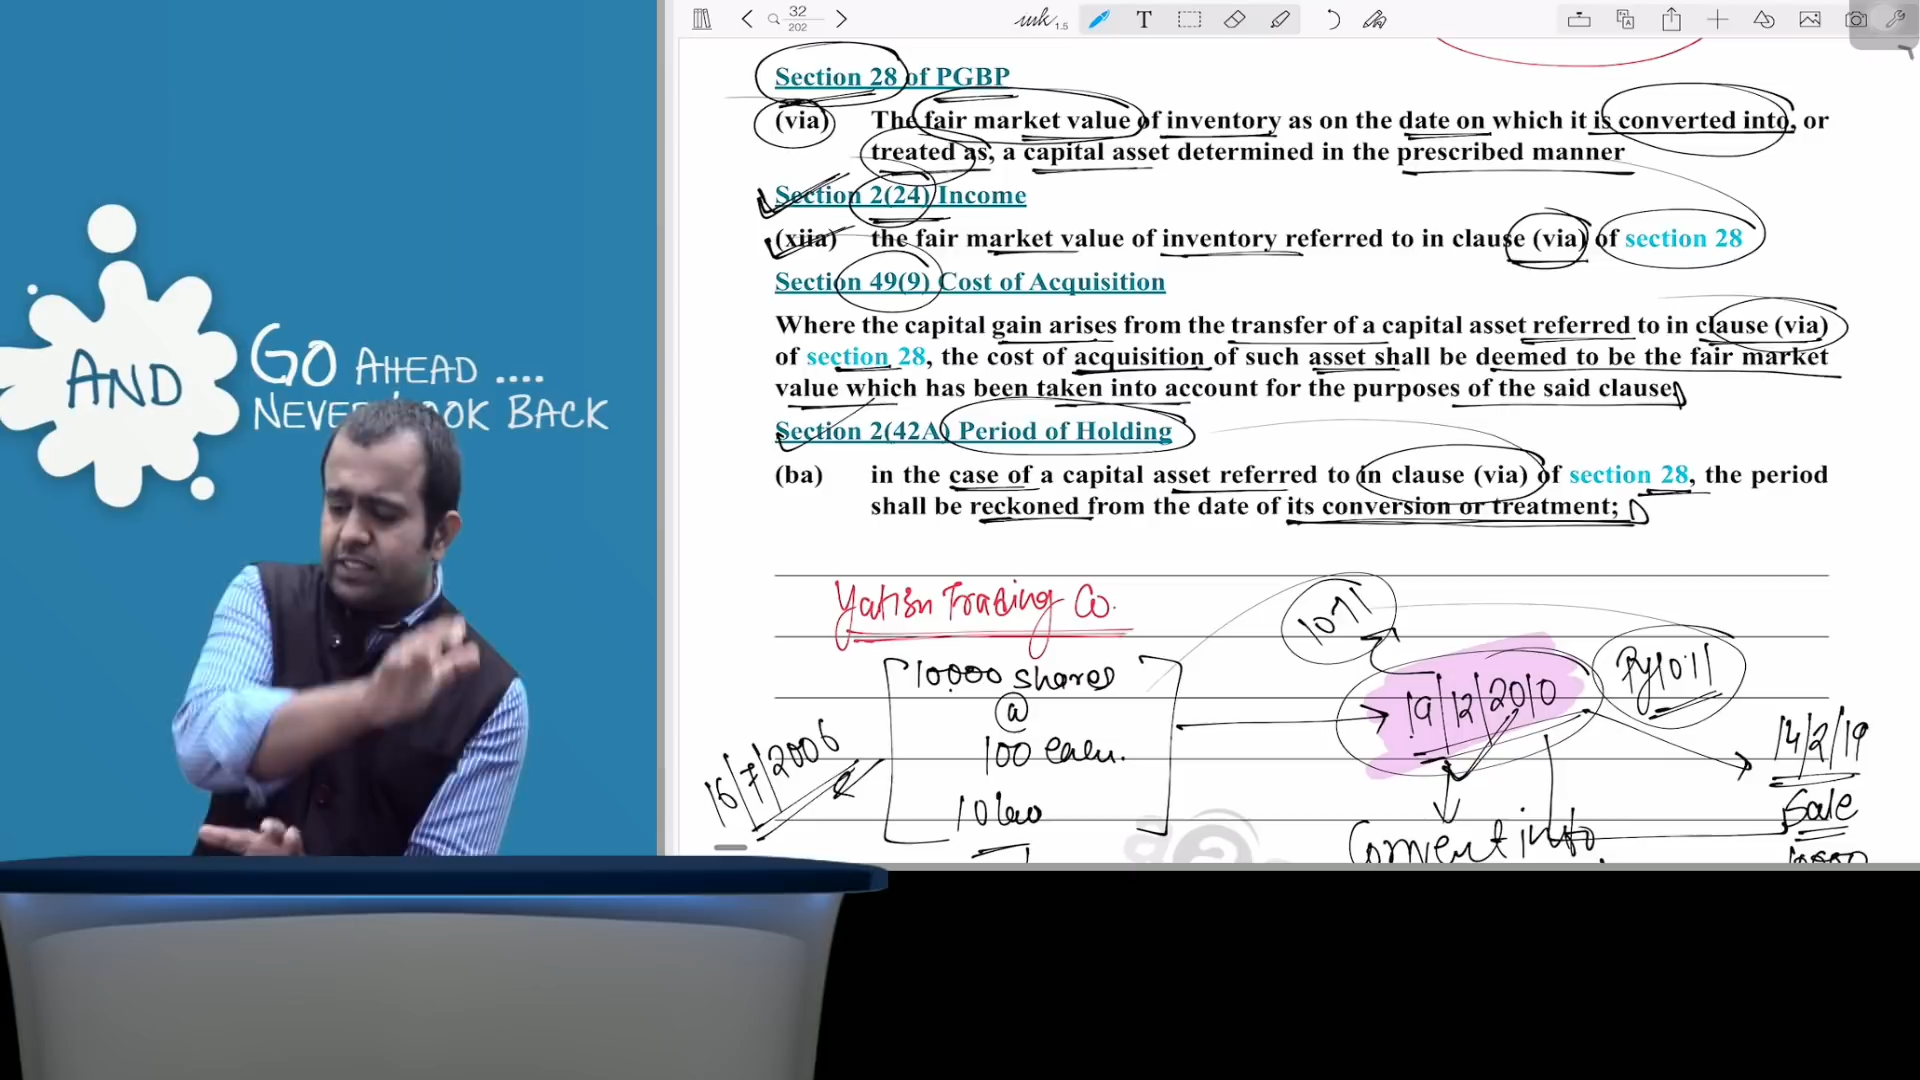 32
202
1.5
T
Section 28 of PGBP
(via) The fair market value of inventory as on the date on which it is converted into, or
treated as, a capital asset determined in the prescribed manner
Section 2(24) Income
(xiia) the fair market value of inventory referred to in clause (via) of section 28
Section 49(9) Cost of Acquisition
Where the capital gain arises from the transfer of a capital asset referred to in clause (via)
of section 28, the cost of acquisition of such asset shall be deemed to be the fair market
value which has been taken into account for the purposes of the said clause
Section 2(42A) Period of Holding
(ba) in the case of a capital asset referred to in clause (via) of section 28, the period
shall be reckoned from the date of its conversion or treatment;
AND
GO AHEAD ....
NEVER LOOK BACK
Trading Co.
10000 shares
@
100
10
16/7/2006
19/12/2010
14/2/19
Sale
Convert into